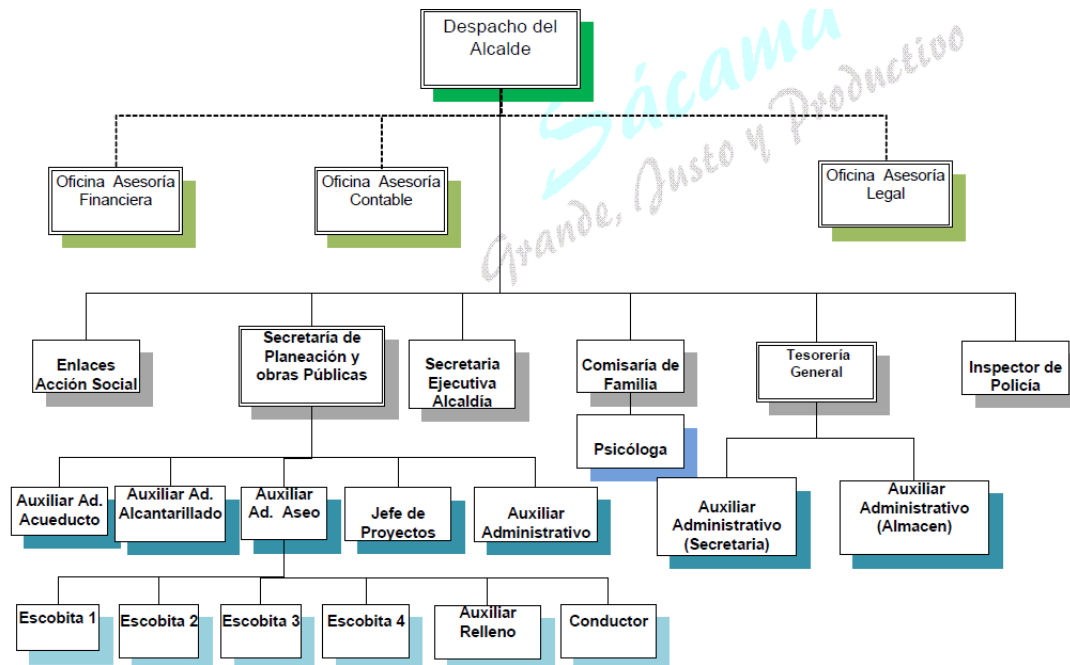 Despacho del
Alcalde
Sácama
Grande, Justo y Productivo
Oficina Asesoría
Financiera
Oficina Asesoría
Contable
Oficina Asesoría
Legal
Enlaces
Acción Social
Secretaría de
Planeación y
obras Públicas
Secretaria
Ejecutiva
Alcaldía
Comisaría de
Familia
Tesorería
General
Inspector de
Policía
Psicóloga
Auxiliar Ad.
Acueducto
Auxiliar Ad.
Alcantarillado
Auxiliar
Ad. Aseo
Jefe de
Proyectos
Auxiliar
Administrativo
Auxiliar
Administrativo
(Secretaria)
Auxiliar
Administrativo
(Almacen)
Escobita 1
Escobita 2
Escobita 3
Escobita 4
Auxiliar
Relleno
Conductor